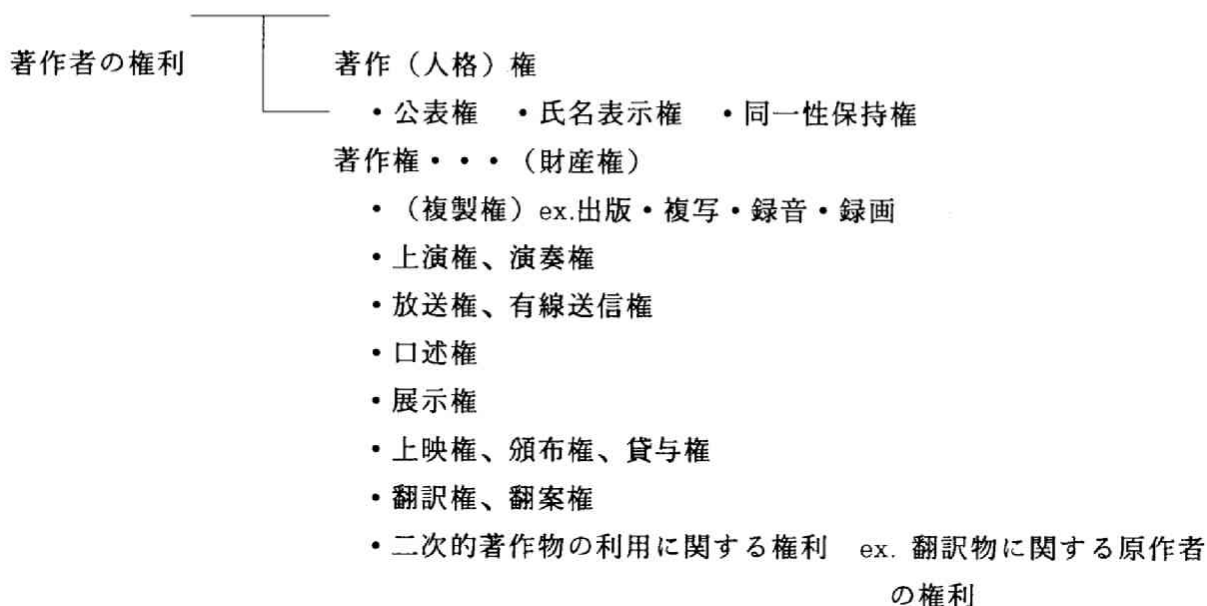 著作者の権利
著作（人格）権
・公表権　・氏名表示権　・同一性保持権
著作権・・・（財産権）
・（複製権）ex.出版・複写・録音・録画
・上演権、演奏権
・放送権、有線送信権
・口述権
・展示権
・上映権、頒布権、貸与権
・翻訳権、翻案権
・二次的著作物の利用に関する権利　ex. 翻訳物に関する原作者
の権利